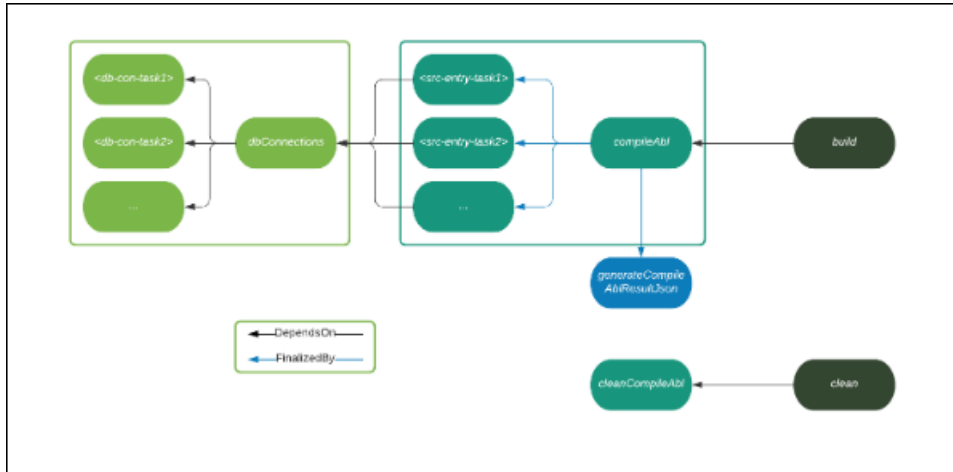 <db-con-task1>
<db-con-task2>
...
dbConnections
<src-entry-task1>
<src-entry-task2>
...
compileAbl
build
generateCompile
AblResultJson
DependsOn
FinalizedBy
cleanCompileAbl
clean